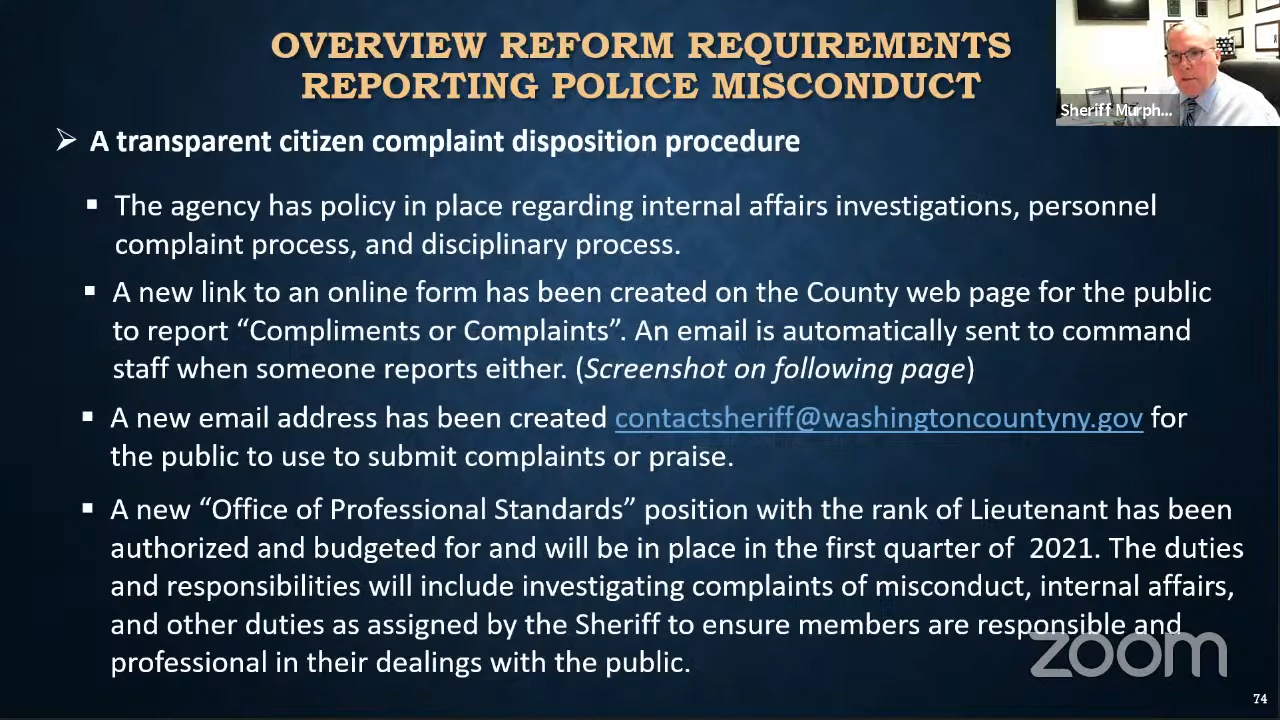 OVERVIEW REFORM REQUIREMENTS
REPORTING POLICE MISCONDUCT
Sheriff Murph...
➢ A transparent citizen complaint disposition procedure
▪ The agency has policy in place regarding internal affairs investigations, personnel
complaint process, and disciplinary process.
▪ A new link to an online form has been created on the County web page for the public
to report “Compliments or Complaints”. An email is automatically sent to command
staff when someone reports either. (Screenshot on following page)
▪ A new email address has been created contactsheriff@washingtoncountyny.gov for
the public to use to submit complaints or praise.
▪ A new “Office of Professional Standards” position with the rank of Lieutenant has been
authorized and budgeted for and will be in place in the first quarter of  2021. The duties
and responsibilities will include investigating complaints of misconduct, internal affairs,
and other duties as assigned by the Sheriff to ensure members are responsible and
professional in their dealings with the public.
zoom
74